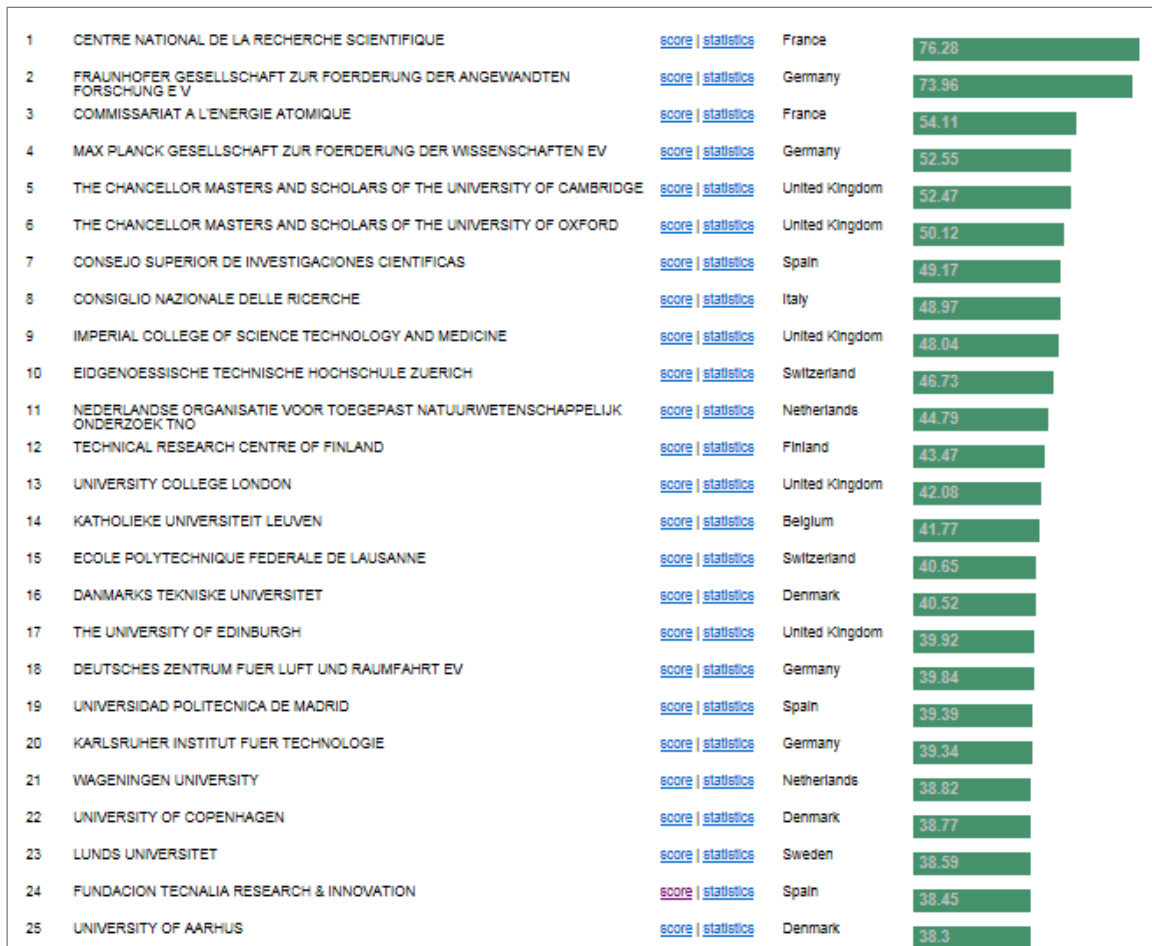 1 CENTRE NATIONAL DE LA RECHERCHE SCIENTIFIQUE score | statistics France 76.28
2 FRAUNHOFER GESELLSCHAFT ZUR FOERDERUNG DER ANGEWANDTEN score | statistics Germany 73.96
FORSCHUNG E V
3 COMMISSARIAT A L'ENERGIE ATOMIQUE score | statistics France 54.11
4 MAX PLANCK GESELLSCHAFT ZUR FOERDERUNG DER WISSENSCHAFTEN EV score | statistics Germany 52.55
5 THE CHANCELLOR MASTERS AND SCHOLARS OF THE UNIVERSITY OF CAMBRIDGE score | statistics United Kingdom 52.47
6 THE CHANCELLOR MASTERS AND SCHOLARS OF THE UNIVERSITY OF OXFORD score | statistics United Kingdom 50.12
7 CONSEJO SUPERIOR DE INVESTIGACIONES CIENTIFICAS score | statistics Spain 49.17
8 CONSIGLIO NAZIONALE DELLE RICERCHE score | statistics Italy 48.97
9 IMPERIAL COLLEGE OF SCIENCE TECHNOLOGY AND MEDICINE score | statistics United Kingdom 48.04
10 EIDGENOESSISCHE TECHNISCHE HOCHSCHULE ZUERICH score | statistics Switzerland 46.73
11 NEDERLANDSE ORGANISATIE VOOR TOEGEPAST NATUURWETENSCHAPPELIJK score | statistics Netherlands 44.79
ONDERZOEK TNO
12 TECHNICAL RESEARCH CENTRE OF FINLAND score | statistics Finland 43.47
13 UNIVERSITY COLLEGE LONDON score | statistics United Kingdom 42.08
14 KATHOLIEKE UNIVERSITEIT LEUVEN score | statistics Belgium 41.77
15 ECOLE POLYTECHNIQUE FEDERALE DE LAUSANNE score | statistics Switzerland 40.65
16 DANMARKS TEKNISKE UNIVERSITET score | statistics Denmark 40.52
17 THE UNIVERSITY OF EDINBURGH score | statistics United Kingdom 39.92
18 DEUTSCHES ZENTRUM FUER LUFT UND RAUMFAHRT EV score | statistics Germany 39.84
19 UNIVERSIDAD POLITECNICA DE MADRID score | statistics Spain 39.39
20 KARLSRUHER INSTITUT FUER TECHNOLOGIE score | statistics Germany 39.34
21 WAGENINGEN UNIVERSITY score | statistics Netherlands 38.82
22 UNIVERSITY OF COPENHAGEN score | statistics Denmark 38.77
23 LUNDS UNIVERSITET score | statistics Sweden 38.59
24 FUNDACION TECNALIA RESEARCH & INNOVATION score | statistics Spain 38.45
25 UNIVERSITY OF AARHUS score | statistics Denmark 38.3